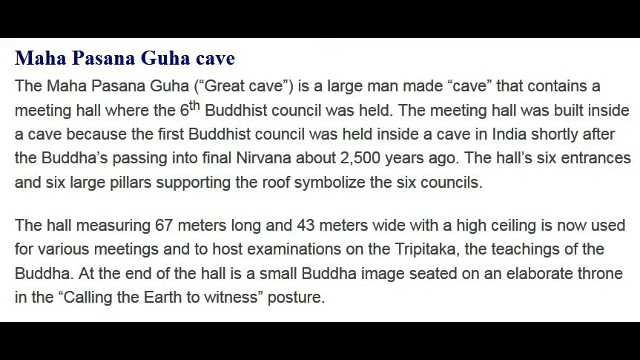 Maha Pasana Guha cave
The Maha Pasana Guha (“Great cave”) is a large man made “cave” that contains a
meeting hall where the 6th Buddhist council was held. The meeting hall was built inside
a cave because the first Buddhist council was held inside a cave in India shortly after
the Buddha’s passing into final Nirvana about 2,500 years ago. The hall’s six entrances
and six large pillars supporting the roof symbolize the six councils.
The hall measuring 67 meters long and 43 meters wide with a high ceiling is now used
for various meetings and to host examinations on the Tripitaka, the teachings of the
Buddha. At the end of the hall is a small Buddha image seated on an elaborate throne
in the “Calling the Earth to witness” posture.